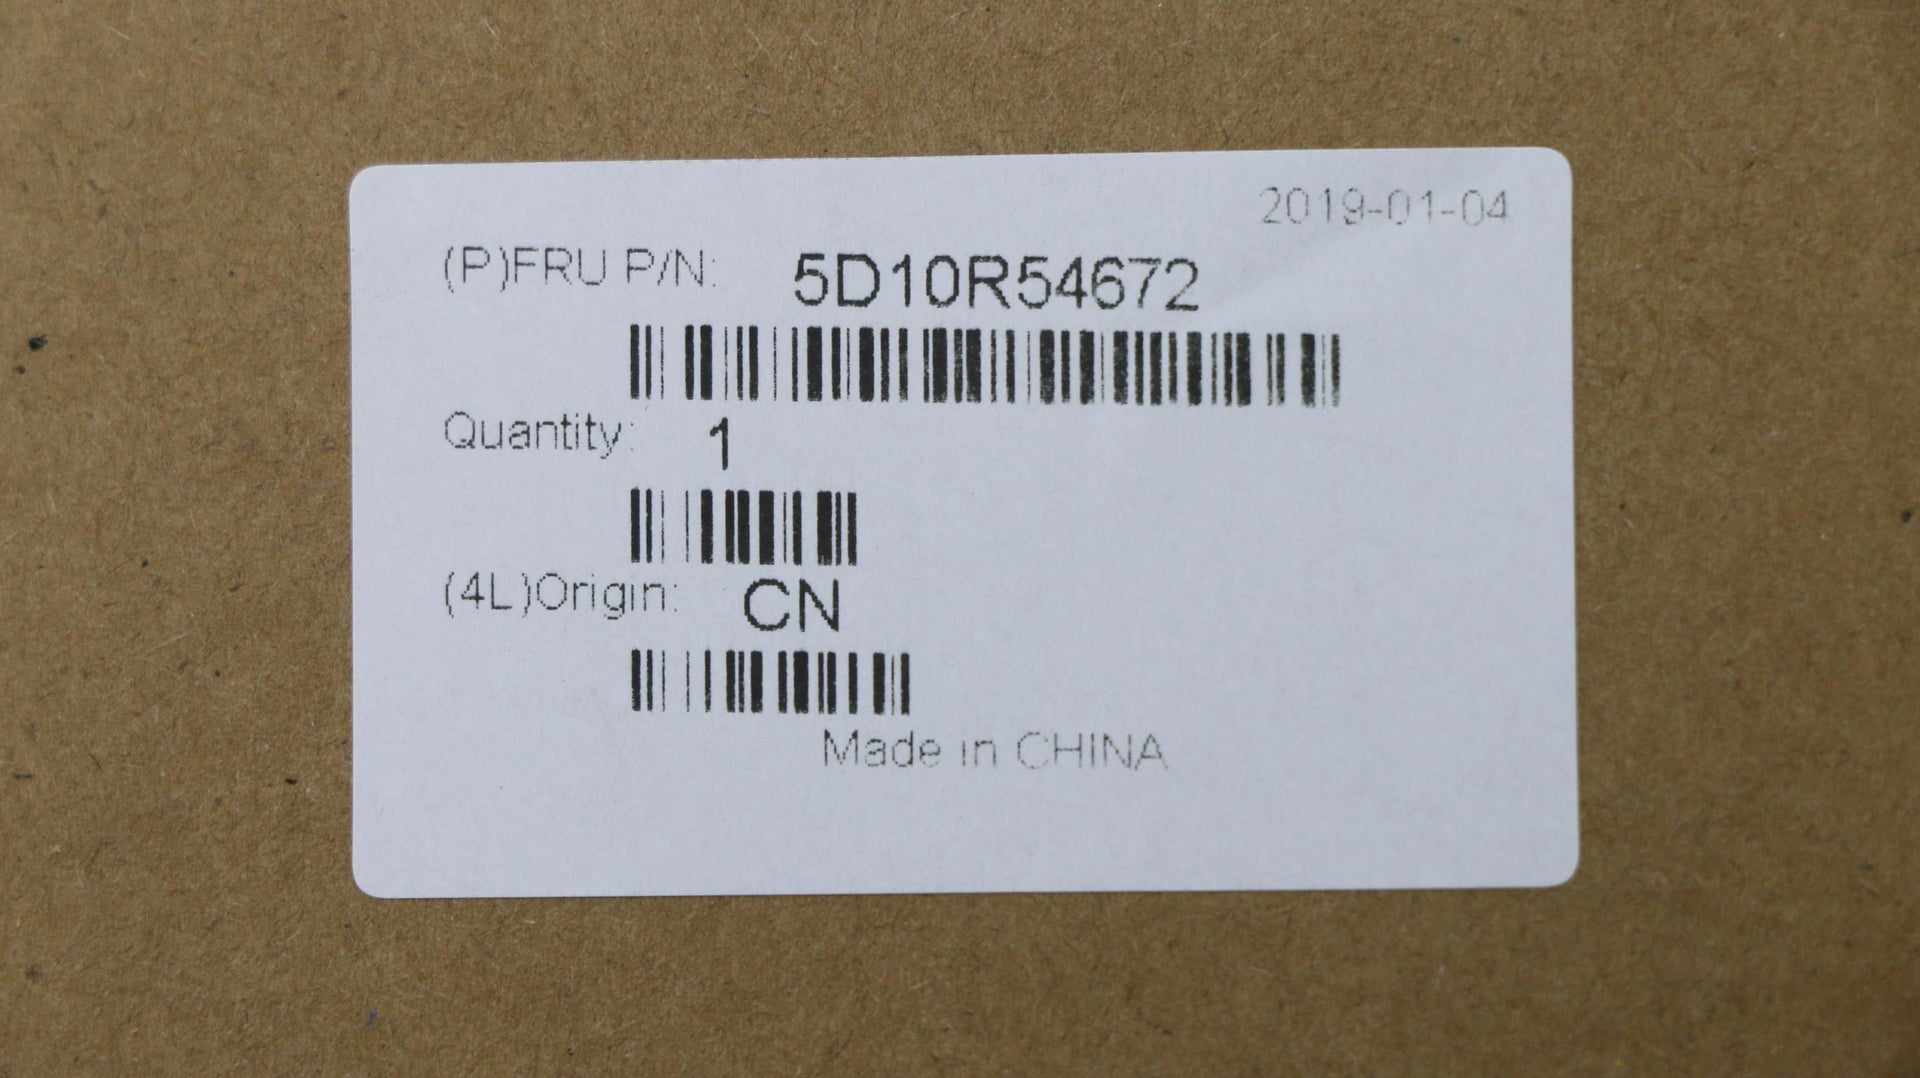 2019-01-04
(P)FRU P/N: 5D10R54672
Quantity: 1
(4L)Origin: CN
Made in CHINA